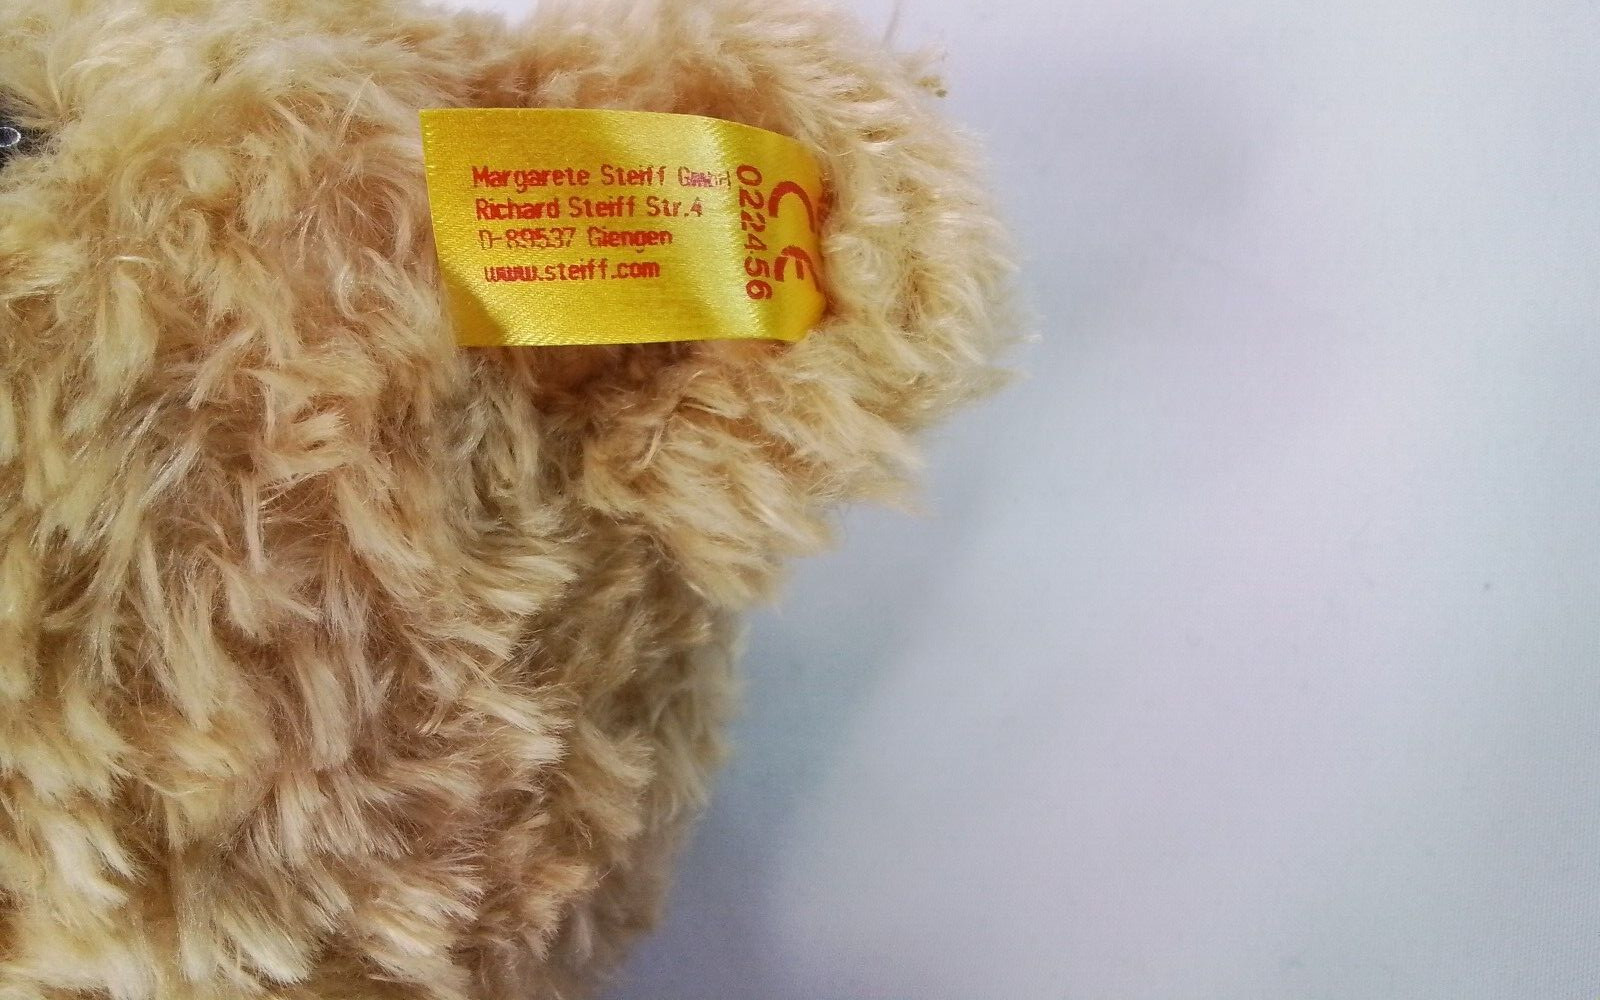 Margarete Steiff GmbH
Richard Steiff Str.4
D-89537 Giengen
www.steiff.com
022456
CE